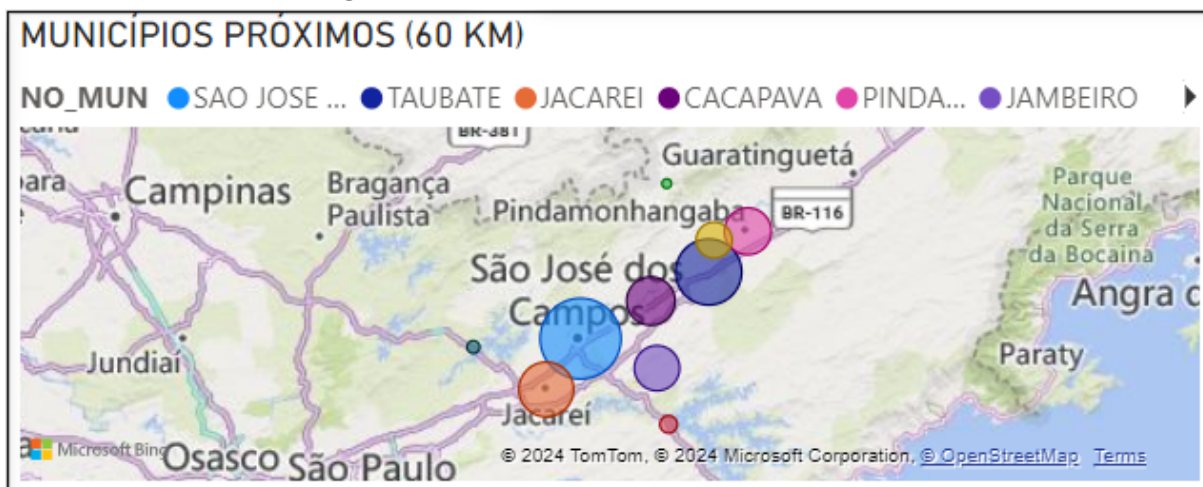 MUNICÍPIOS PRÓXIMOS (60 KM)
NO_MUN SAO JOSE ... TAUBATE JACAREI CACAPAVA PINDA... JAMBEIRO
BR-381
Guaratinguetá
Campinas
Bragança
Paulista
Parque
Nacional
da Serra
da Bocaina
Pindamonhangaba
BR-116
São José dos
Campos
Angra
Jundiaí
Paraty
Jacareí
Microsoft Bing
Osasco
São Paulo
© 2024 TomTom, © 2024 Microsoft Corporation, © OpenStreetMap Terms